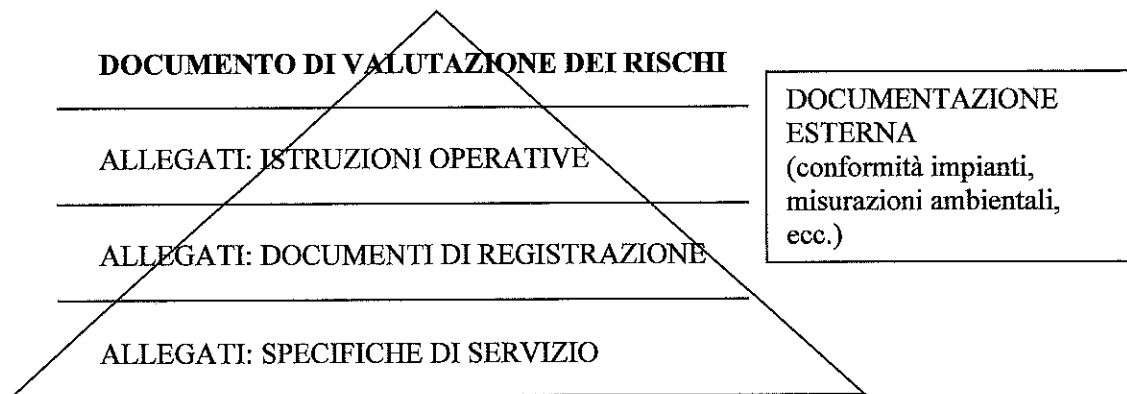 DOCUMENTO DI VALUTAZIONE DEI RISCHI
ALLEGATI: ISTRUZIONI OPERATIVE
ALLEGATI: DOCUMENTI DI REGISTRAZIONE
ALLEGATI: SPECIFICHE DI SERVIZIO
DOCUMENTAZIONE
ESTERNA
(conformità impianti,
misurazioni ambientali,
ecc.)